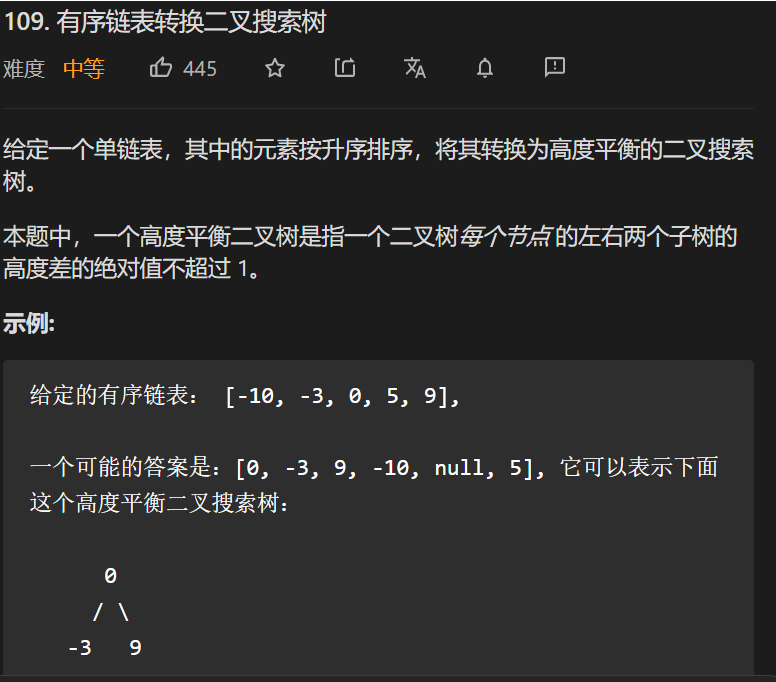 109. 有序链表转换二叉搜索树
难度 中等 445
给定一个单链表，其中的元素按升序排序，将其转换为高度平衡的二叉搜索
树。
本题中，一个高度平衡二叉树是指一个二叉树每个节点 的左右两个子树的
高度差的绝对值不超过 1。
示例:
给定的有序链表： [-10, -3, 0, 5, 9],
一个可能的答案是：[0, -3, 9, -10, null, 5], 它可以表示下面
这个高度平衡二叉搜索树：
0
/ \
-3 9